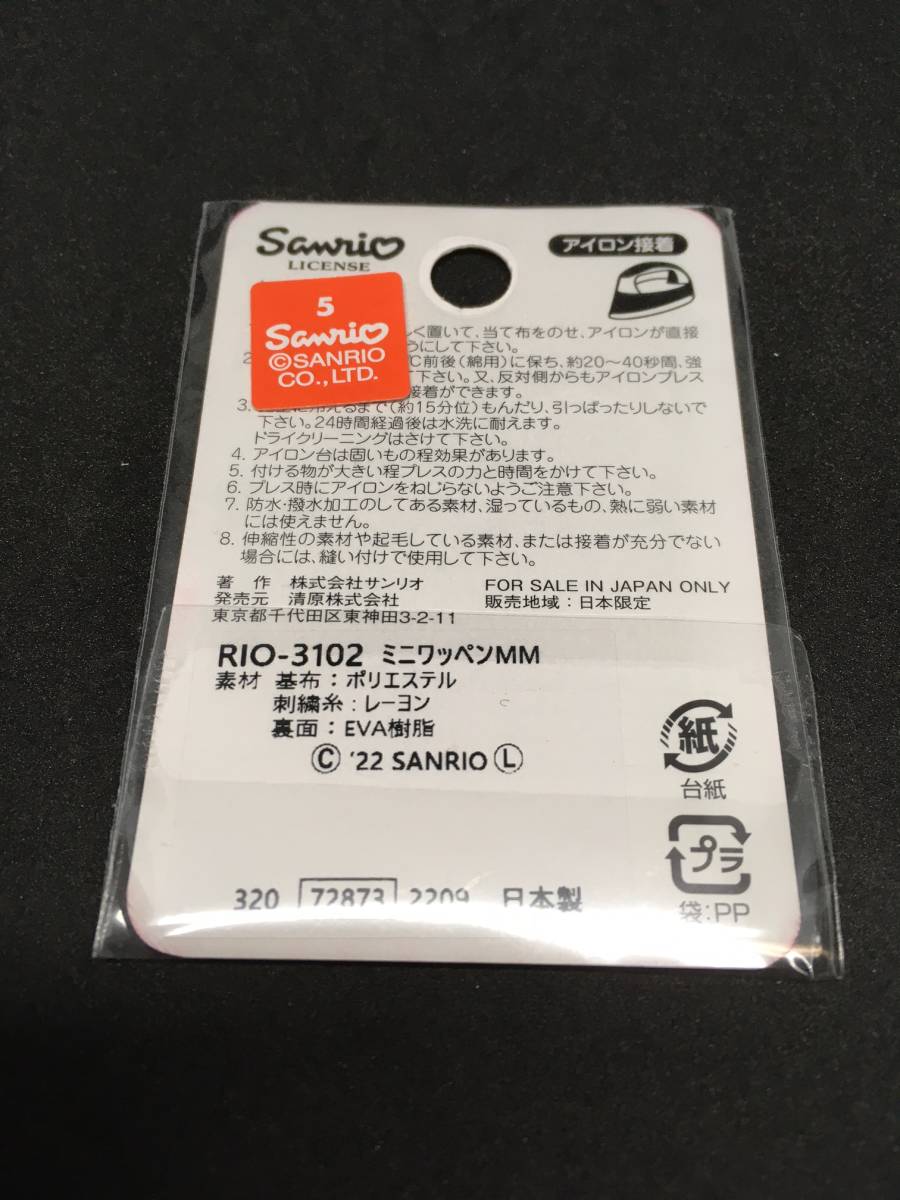 Sanrio
LICENSE
アイロン接着
5
Sanrio
©SANRIO
CO.,LTD.
く置いて、当て布をのせ、アイロンが直接
うにして下さい。
2.
℃前後(綿用)に保ち、約20〜40秒間、強
て下さい。又、反対側からもアイロンプレス
接着ができます。
3. まで(約15分位)もんだり、引っぱったりしないで
下さい。24時間経過後は水洗に耐えます。
ドライクリーニングはさけて下さい。
4. アイロン台は固いもの程効果があります。
5. 付ける物が大きい程プレスの力と時間をかけて下さい。
6. プレス時にアイロンをねじらないようご注意下さい。
7. 防水・撥水加工のしてある素材、湿っているもの、熱に弱い素材
には使えません。
8. 伸縮性の素材や起毛している素材、または接着が充分でない
場合には、縫い付けで使用して下さい。
著 作 株式会社サンリオ FOR SALE IN JAPAN ONLY
発売元 清原株式会社 販売地域:日本限定
東京都千代田区東神田3-2-11
RIO-3102 ミニワッペンMM
素材 基布:ポリエステル
刺繍糸:レーヨン
裏面:EVA樹脂
Ⓒ '22 SANRIO Ⓛ
紙
台紙
プラ
袋:PP
320 72873 2209 日本製